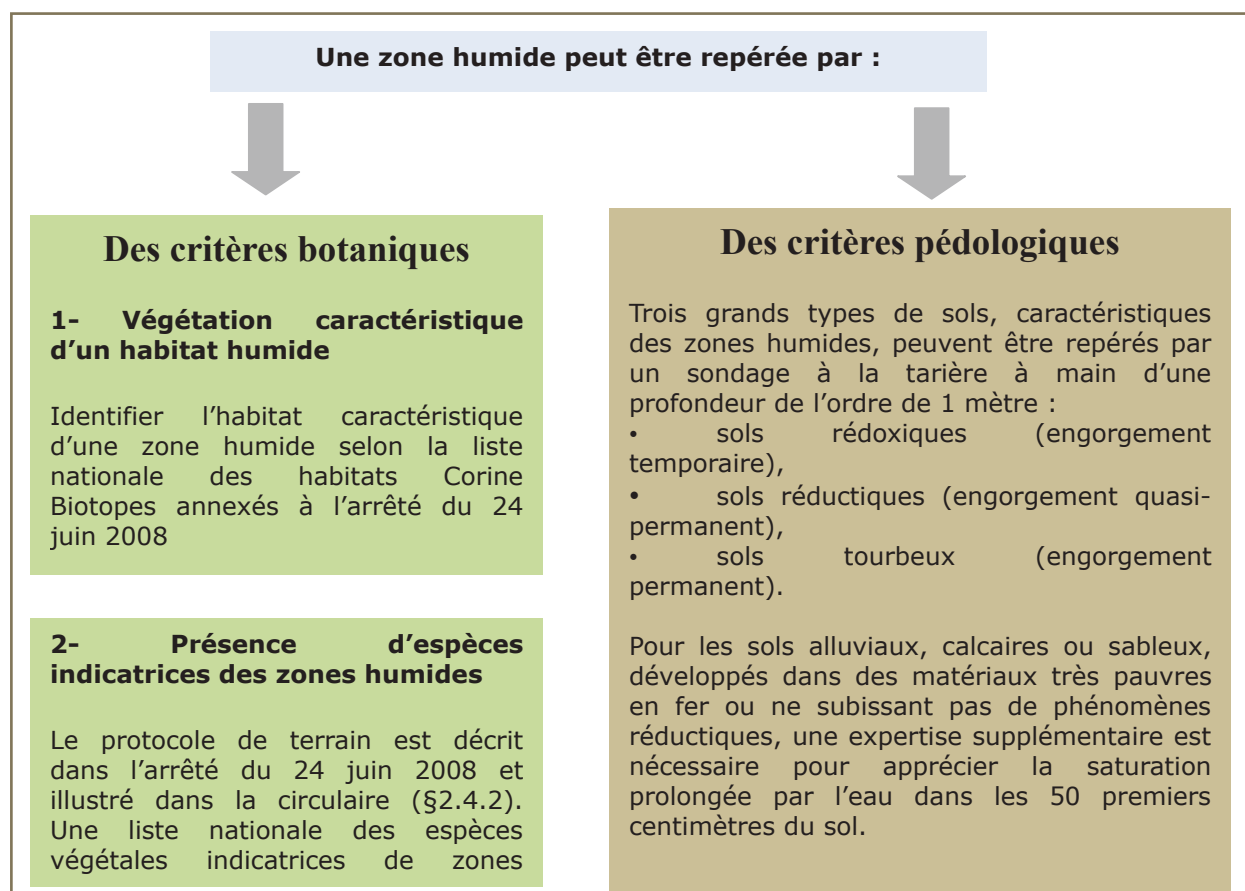 Une zone humide peut être repérée par :
Des critères botaniques
1- Végétation caractéristique
d’un habitat humide
Identifier l’habitat caractéristique
d’une zone humide selon la liste
nationale des habitats Corine
Biotopes annexés à l’arrêté du 24
juin 2008
2- Présence d’espèces
indicatrices des zones humides
Le protocole de terrain est décrit
dans l’arrêté du 24 juin 2008 et
illustré dans la circulaire (§2.4.2).
Une liste nationale des espèces
végétales indicatrices de zones
Des critères pédologiques
Trois grands types de sols, caractéristiques
des zones humides, peuvent être repérés par
un sondage à la tarière à main d’une
profondeur de l’ordre de 1 mètre :
• sols rédoxiques (engorgement
temporaire),
• sols réductiques (engorgement quasi-
permanent),
• sols tourbeux (engorgement
permanent).
Pour les sols alluviaux, calcaires ou sableux,
développés dans des matériaux très pauvres
en fer ou ne subissant pas de phénomènes
réductiques, une expertise supplémentaire est
nécessaire pour apprécier la saturation
prolongée par l’eau dans les 50 premiers
centimètres du sol.